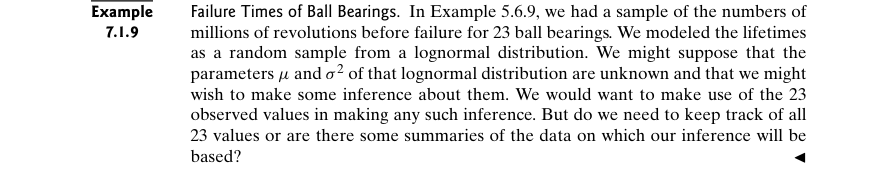 Example Failure Times of Ball Bearings. In Example 5.6.9, we had a sample of the numbers of
7.1.9 millions of revolutions before failure for 23 ball bearings. We modeled the lifetimes
as a random sample from a lognormal distribution. We might suppose that the
parameters μ and σ² of that lognormal distribution are unknown and that we might
wish to make some inference about them. We would want to make use of the 23
observed values in making any such inference. But do we need to keep track of all
23 values or are there some summaries of the data on which our inference will be
based? ◄